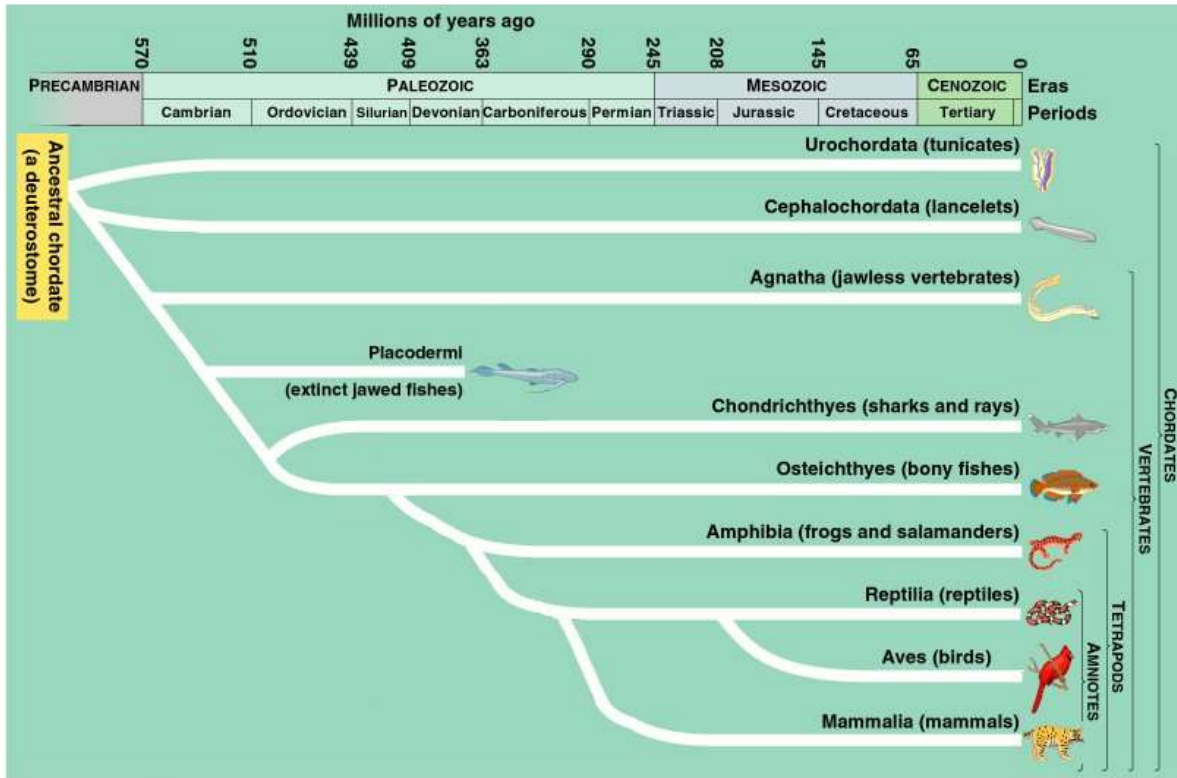 Millions of years ago
570 510 439 409 363 290 245 208 145 65 0
PRECAMBRIAN PALEOZOIC MESOZOIC CENOZOIC Eras
Cambrian Ordovician Silurian Devonian Carboniferous Permian Triassic Jurassic Cretaceous Tertiary Periods
Ancestral chordate
(a deuterostome)
Urochordata (tunicates)
Cephalochordata (lancelets)
Agnatha (jawless vertebrates)
Placodermi
(extinct jawed fishes)
Chondrichthyes (sharks and rays)
Osteichthyes (bony fishes)
Amphibia (frogs and salamanders)
Reptilia (reptiles)
Aves (birds)
Mammalia (mammals)
AMNIOTES
TETRAPODS
VERTEBRATES
CHORDATES